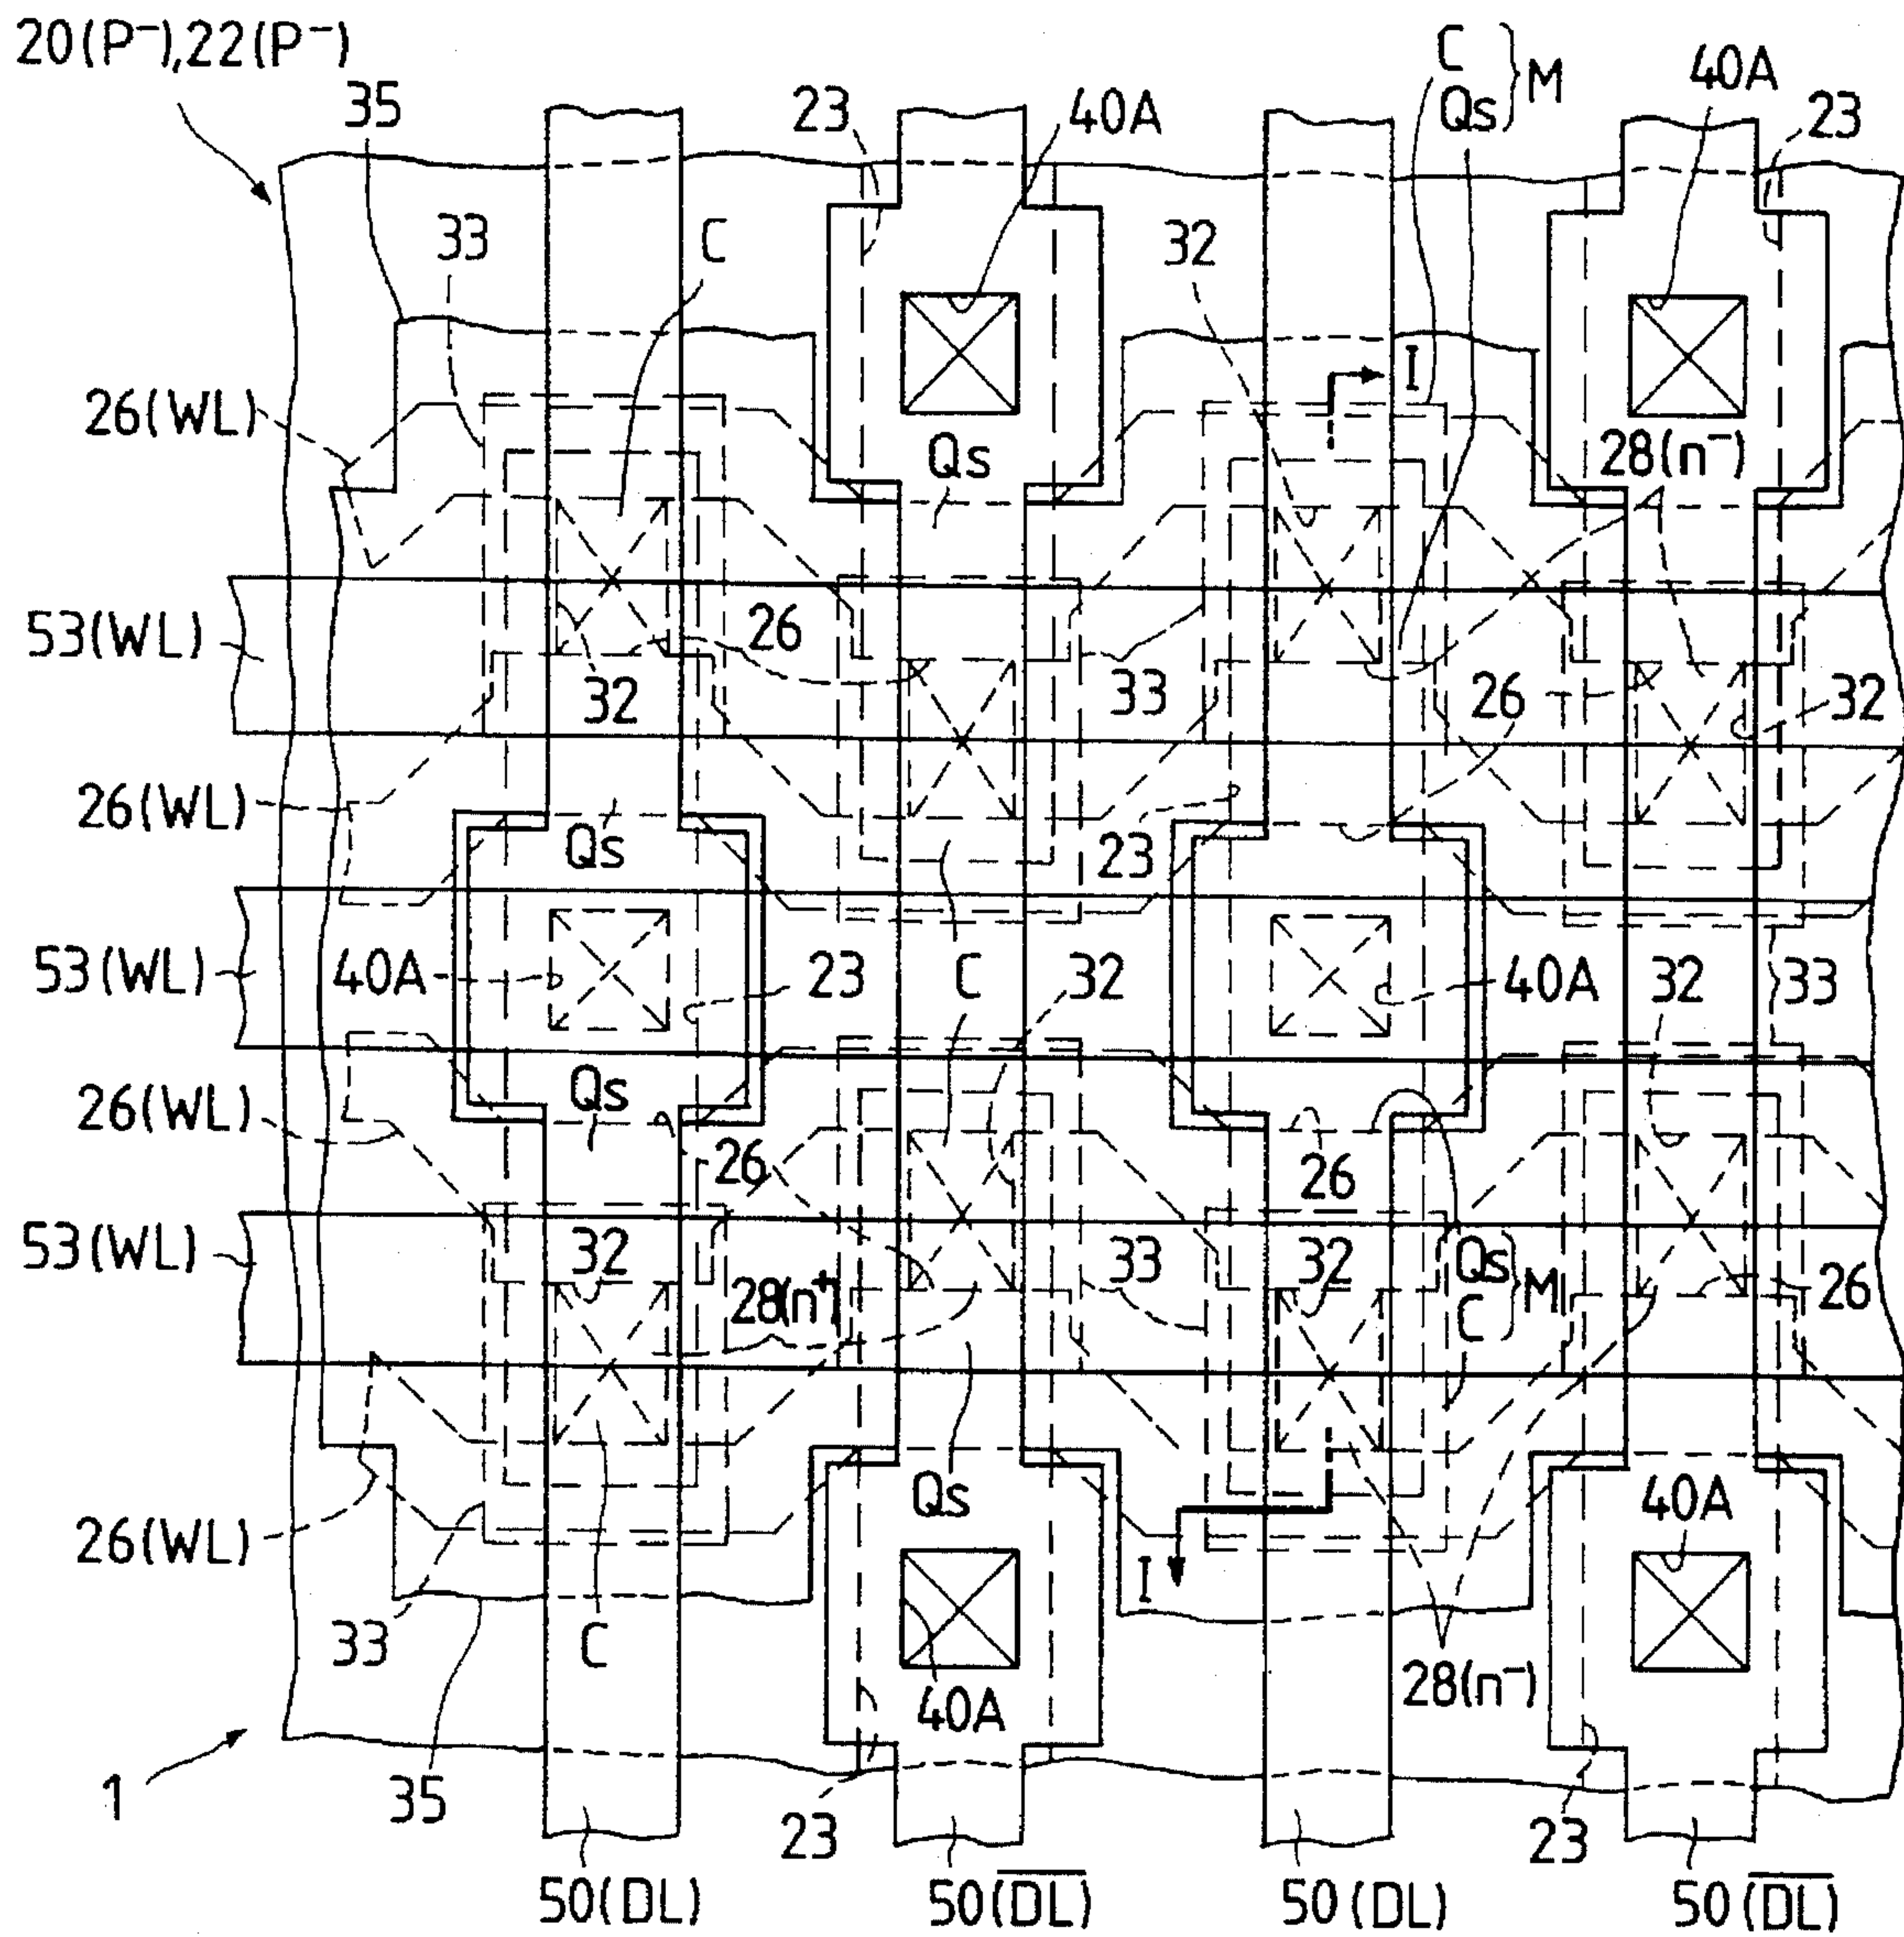 20(P⁻),22(P⁻)
35
23
40A
C
Qs
}M
40A
23
33
C
32
I
26(WL)
Qs
28(n⁻)
53(WL)
26
32
33
26
32
26(WL)
Qs
23
53(WL)
40A
23
C
32
40A
32
33
26(WL)
Qs
26
26
53(WL)
32
28(n⁺)
33
32
Qs
C
}M
26
Qs
40A
26(WL)
I
33
C
40A
28(n⁻)
1
35
23
23
50(DL)
50(D̅L̅)
50(DL)
50(D̅L̅)